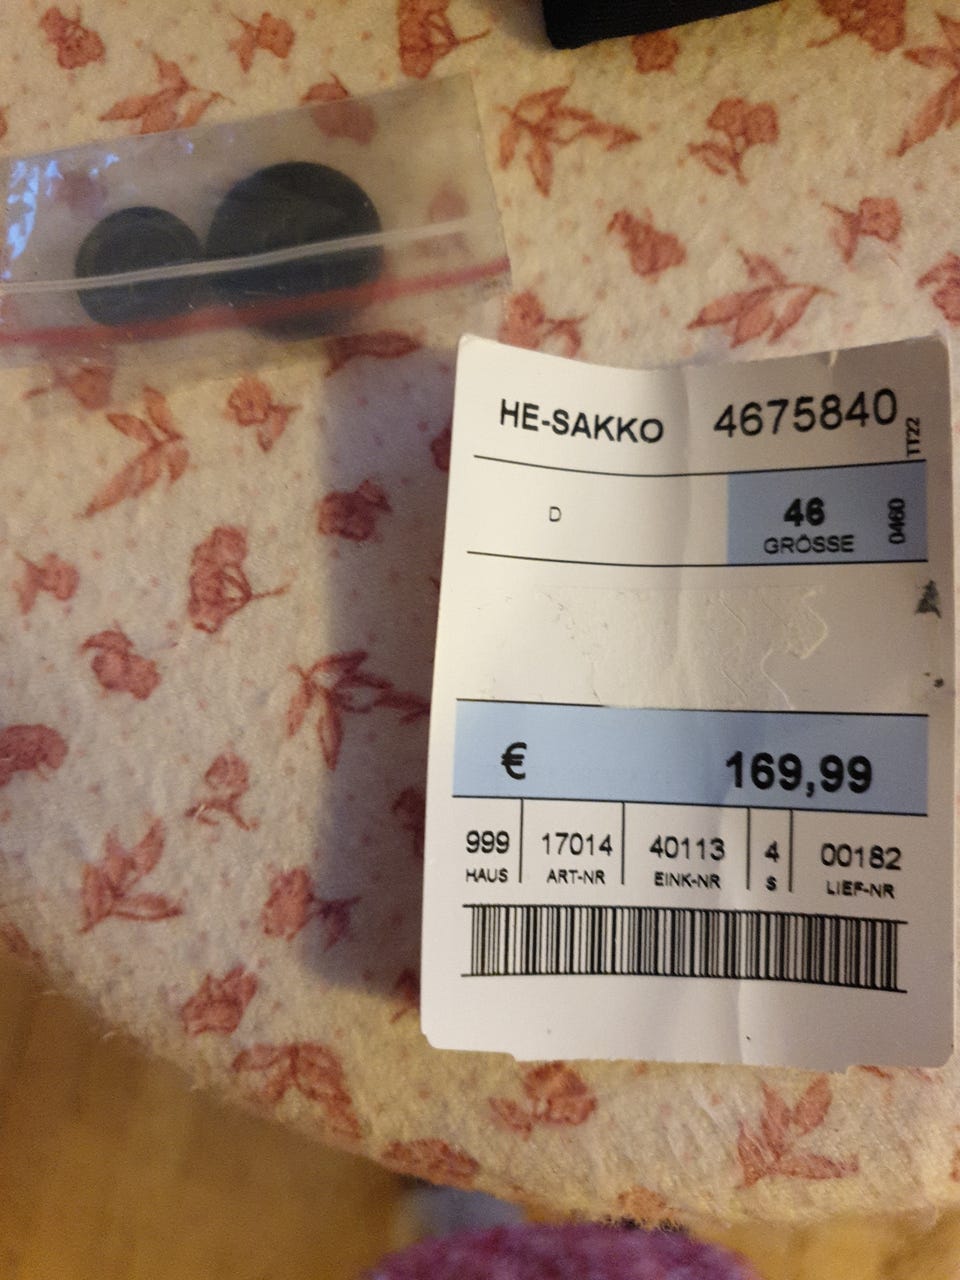 HE-SAKKO 4675840
TT22
D 46
GRÖSSE
0460
€ 169,99
999 17014 40113 4 00182
HAUS ART-NR EINK-NR S LIEF-NR